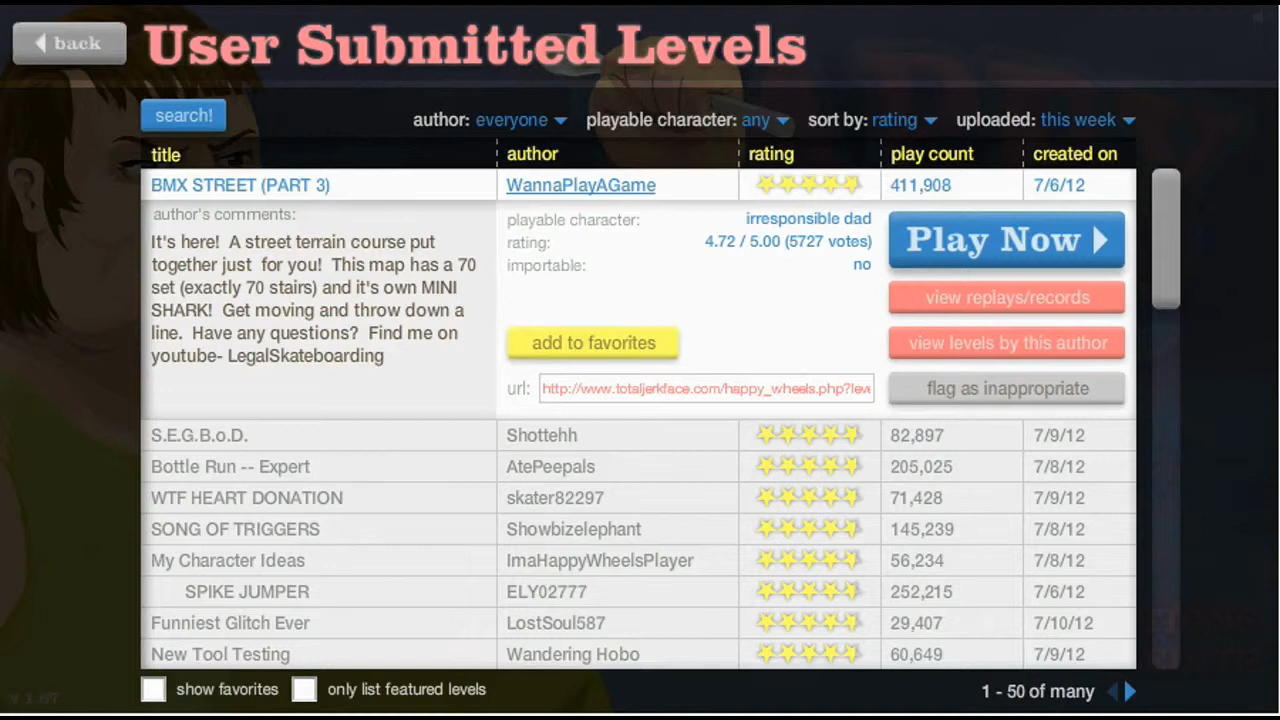 back
User Submitted Levels
search!
author: everyone playable character: any sort by: rating uploaded: this week
title author rating play count created on
BMX STREET (PART 3) WannaPlayAGame 411,908 7/6/12
author's comments:
It's here! A street terrain course put
together just for you! This map has a 70
set (exactly 70 stairs) and it's own MINI
SHARK! Get moving and throw down a
line. Have any questions? Find me on
youtube- LegalSkateboarding
playable character: irresponsible dad
rating: 4.72 / 5.00 (5727 votes)
importable: no
add to favorites
url: http://www.totaljerkface.com/happy_wheels.php?leve
Play Now
view replays/records
view levels by this author
flag as inappropriate
S.E.G.B.o.D. Shottehh 82,897 7/9/12
Bottle Run -- Expert AtePeepals 205,025 7/8/12
WTF HEART DONATION skater82297 71,428 7/9/12
SONG OF TRIGGERS Showbizelephant 145,239 7/8/12
My Character Ideas ImaHappyWheelsPlayer 56,234 7/8/12
SPIKE JUMPER ELY02777 252,215 7/6/12
Funniest Glitch Ever LostSoul587 29,407 7/10/12
New Tool Testing Wandering Hobo 60,649 7/9/12
show favorites only list featured levels 1 - 50 of many
v 1.67